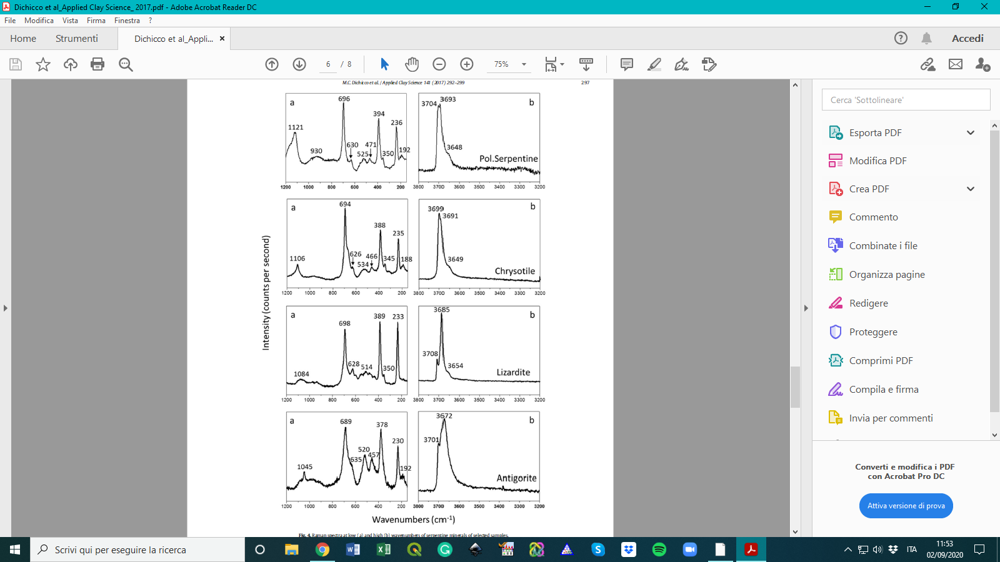 Dichicco et al_Applied Clay Science_ 2017.pdf - Adobe Acrobat Reader DC
File Modifica Vista Firma Finestra ?
Home Strumenti Dichicco et al_Appli... × Accedi
6 / 8 75%
M.C. Dichicco et al. / Applied Clay Science 141 (2017) 292–299 297
Cerca 'Sottolineare'
Esporta PDF
Modifica PDF
Crea PDF
Commento
Combinate i file
Organizza pagine
Redigere
Proteggere
Comprimi PDF
Compila e firma
Invia per commenti
Converti e modifica i PDF
con Acrobat Pro DC
Attiva versione di prova
Intensity (counts per second)
a
1121 930 696 630 525 471 394 350 236 192
1200 1000 800 600 400 200
b
3704 3693 3648
Pol.Serpentine
3800 3700 3600 3500 3400 3300 3200
a
1106 694 626 534 466 388 345 235 188
1200 1000 800 600 400 200
b
3699 3691 3649
Chrysotile
3800 3700 3600 3500 3400 3300 3200
a
1084 698 628 514 389 350 233
1200 1000 800 600 400 200
b
3708 3685 3654
Lizardite
3800 3700 3600 3500 3400 3300 3200
a
1045 689 635 520 457 378 230 192
1200 1000 800 600 400 200
b
3701 3672
Antigorite
3800 3700 3600 3500 3400 3300 3200
Wavenumbers (cm-1)
Fig. 4. Raman spectra at low (a) and high (b) wavenumbers of serpentine minerals of selected samples.
Scrivi qui per eseguire la ricerca
ITA
11:53
02/09/2020